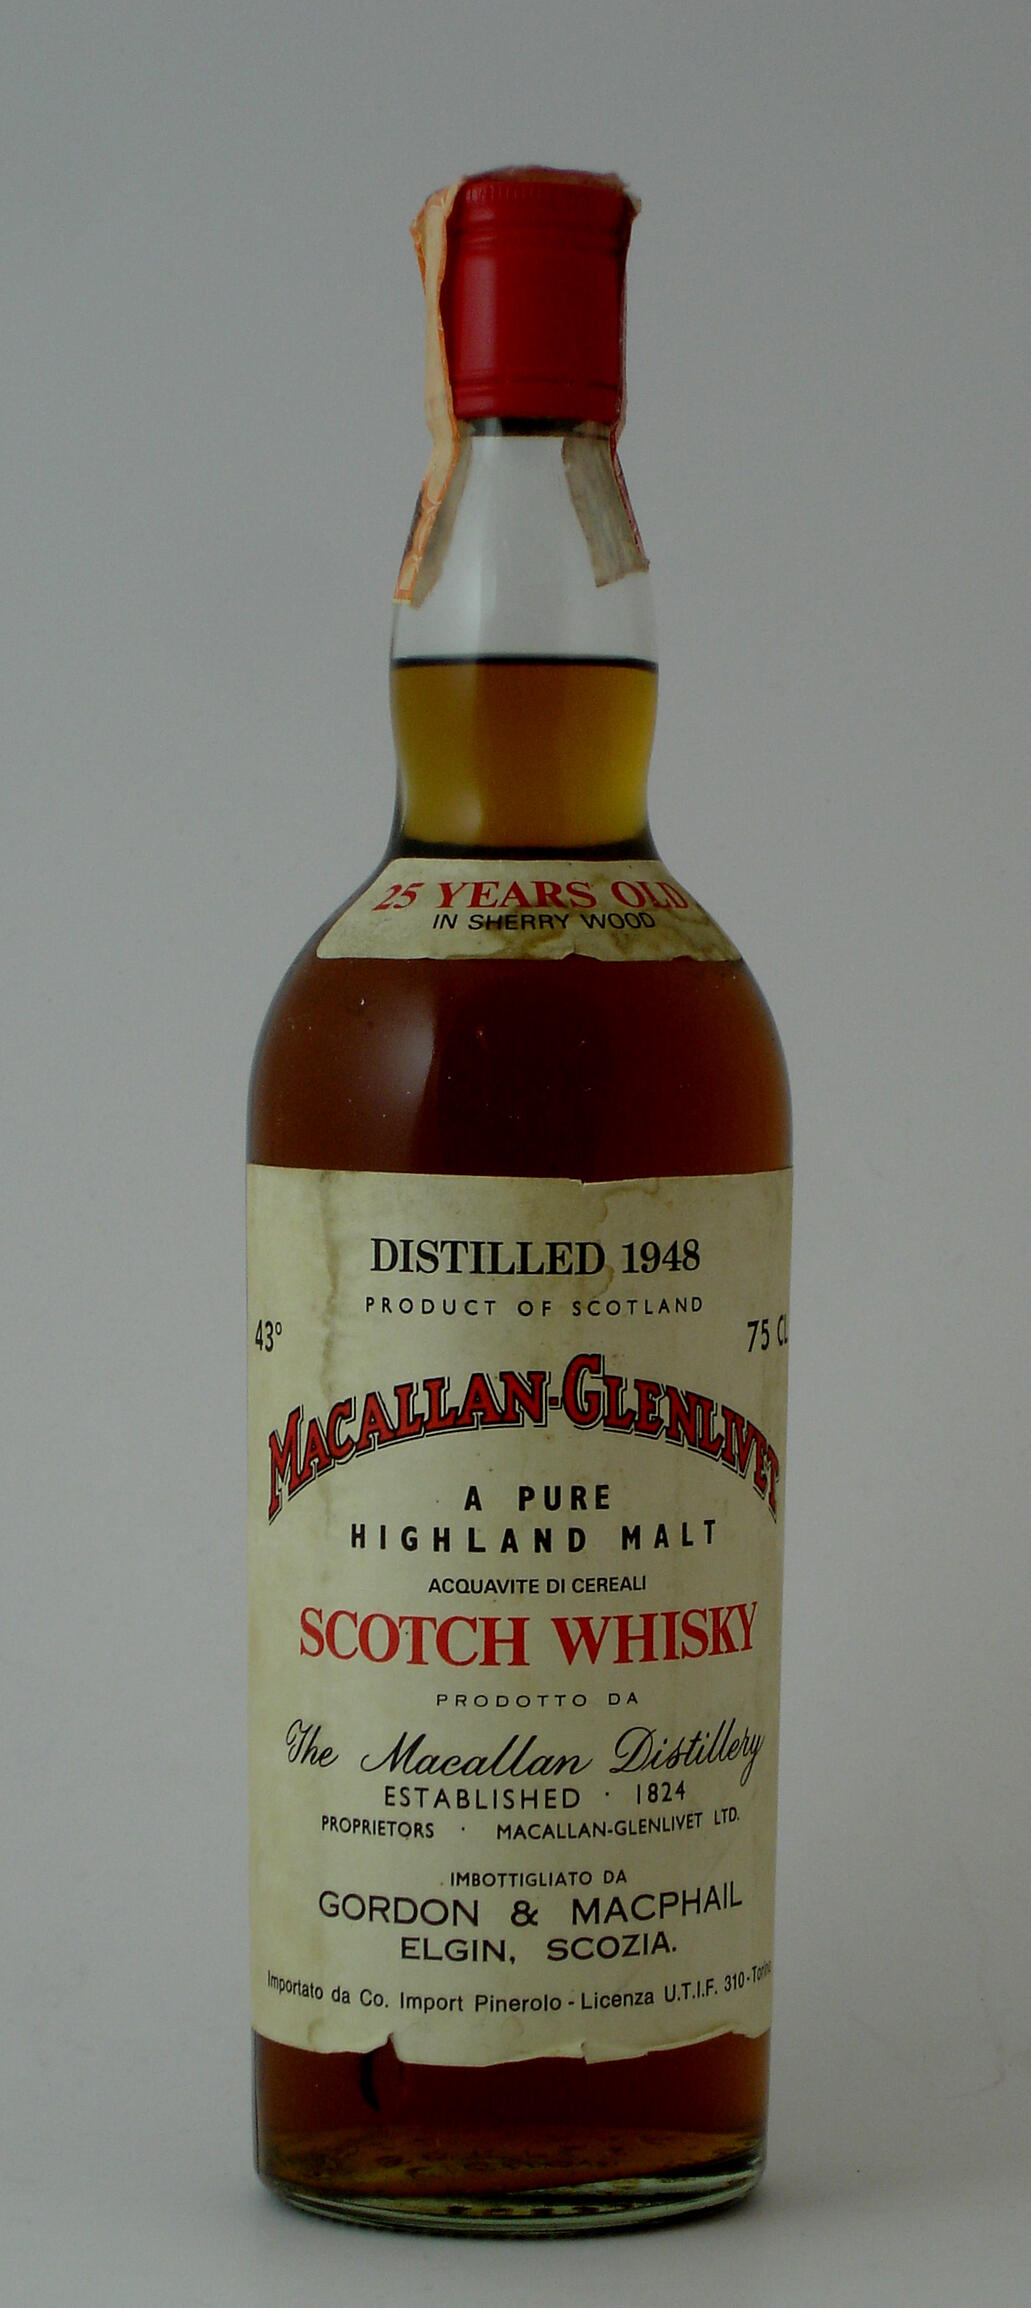 25 YEARS OLD
IN SHERRY WOOD
DISTILLED 1948
PRODUCT OF SCOTLAND
43° 75 CL
MACALLAN-GLENLIVET
A PURE
HIGHLAND MALT
ACQUAVITE DI CEREALI
SCOTCH WHISKY
PRODOTTO DA
The Macallan Distillery
ESTABLISHED · 1824
PROPRIETORS · MACALLAN-GLENLIVET LTD.
IMBOTTIGLIATO DA
GORDON & MACPHAIL
ELGIN, SCOZIA.
Importato da Co. Import Pinerolo - Licenza U.T.I.F. 310 - Torino